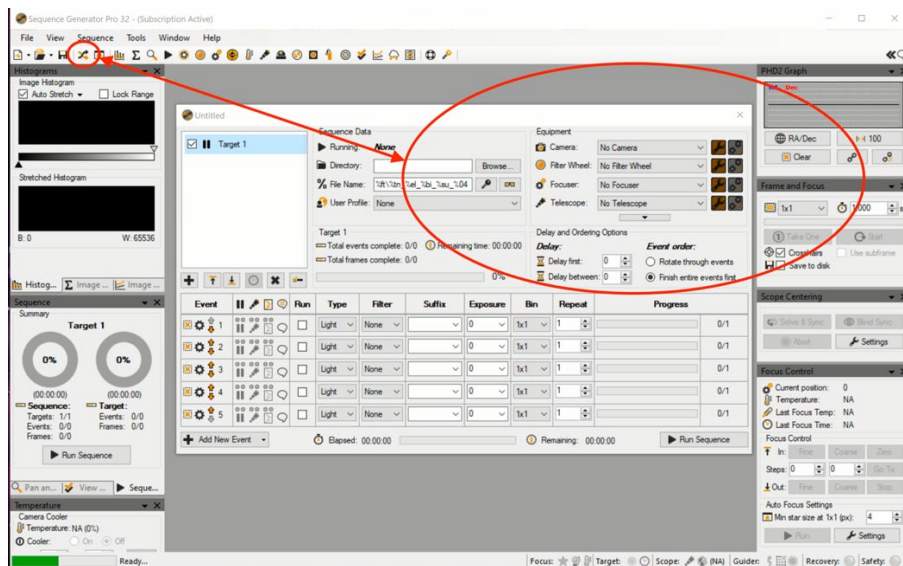 Sequence Generator Pro 32 - (Subscription Active)
File View Sequence Tools Window Help
Histograms
Image Histogram
Auto Stretch
Lock Range
Stretched Histogram
B: 0 W: 65536
Histog... Image ... Image ...
Sequence
Summary
Target 1
0% 0%
(00:00:00) (00:00:00)
Sequence: Target:
Targets: 1/1 Events: 0/0
Events: 0/0 Frames: 0/0
Frames: 0/0
Run Sequence
Pan an... View ... Seque...
Temperature
Camera Cooler
Temperature: NA (0%)
Cooler: On Off
Ready...
Untitled
Target 1
Sequence Data
Running: None
Directory: Browse...
File Name:
User Profile: None
Target 1
Total events complete: 0/0 Remaining time: 00:00:00
Total frames complete: 0/0
0%
Equipment
Camera: No Camera
Filter Wheel: No Filter Wheel
Focuser: No Focuser
Telescope: No Telescope
Delay and Ordering Options
Delay: Event order:
Delay first: 0 Rotate through events
Delay between: 0 Finish entire events first
Event Run Type Filter Suffix Exposure Bin Repeat Progress
1 Light None 0 1x1 1 0/1
2 Light None 0 1x1 1 0/1
3 Light None 0 1x1 1 0/1
4 Light None 0 1x1 1 0/1
5 Light None 0 1x1 1 0/1
Add New Event Elapsed: 00:00:00 Remaining: 00:00:00 Run Sequence
PHD2 Graph
Dec
RA/Dec 100
Clear
Frame and Focus
1x1 1.000 s
Take One Start
Crosshairs Use subframe
Save to disk
Scope Centering
Solve & Sync Blind Sync
Abort Settings
Focus Control
Current position: 0
Temperature: NA
Last Focus Temp: NA
Last Focus Time: NA
Focus Control
In: Fine Coarse Zero
Steps: 0 0 Go To
Out: Fine Coarse Stop
Auto Focus Settings
Min star size at 1x1 (px): 4
Run Settings
Focus: Target: Scope: (NA) Guider: Recovery: Safety: